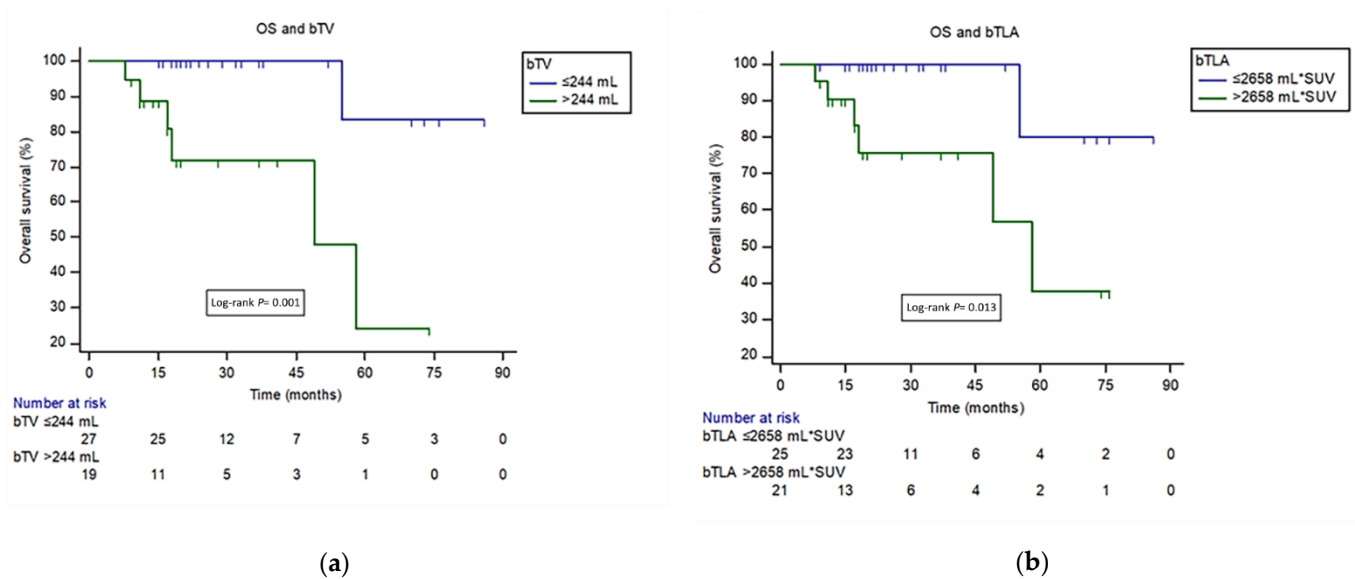 OS and bTV
bTV
≤244 mL
>244 mL
100
90
80
70
60
50
40
30
20
Overall survival (%)
Log-rank P= 0.001
0 15 30 45 60 75 90
Time (months)
Number at risk
bTV ≤244 mL
27 25 12 7 5 3 0
bTV >244 mL
19 11 5 3 1 0 0
(a)
OS and bTLA
bTLA
≤2658 mL*SUV
>2658 mL*SUV
100
90
80
70
60
50
40
30
20
Overall survival (%)
Log-rank P= 0.013
0 15 30 45 60 75 90
Time (months)
Number at risk
bTLA ≤2658 mL*SUV
25 23 11 6 4 2 0
bTLA >2658 mL*SUV
21 13 6 4 2 1 0
(b)